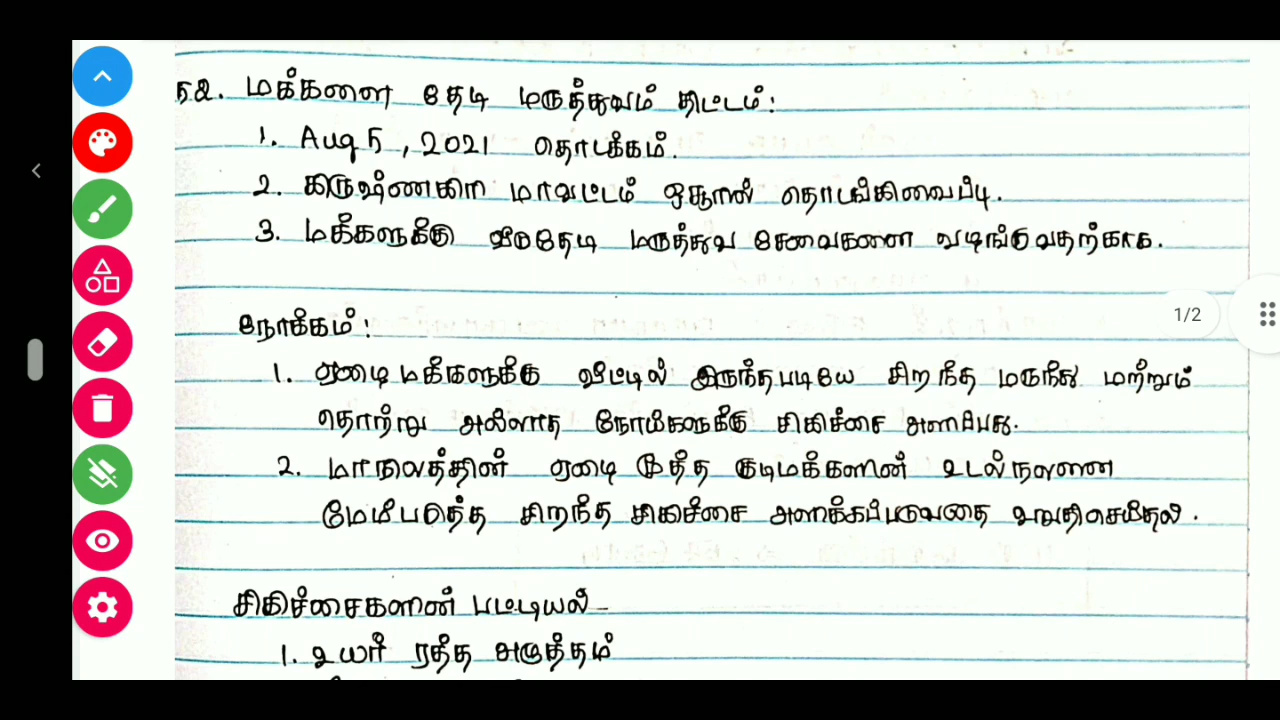 52. மக்களை தேடி மருத்துவம் திட்டம்:
1. Aug 5, 2021 தொடக்கம்.
2. கிருஷ்ணகிரி மாவட்டம் ஒசூரில் தொடங்கிவைப்பு.
3. மக்களுக்கு வீடுதேடி மருத்துவ சேவைகளை வழங்குவதற்காக.
நோக்கம்:
1/2
1. ஏழை மக்களுக்கு வீட்டில் இருந்தபடியே சிறந்த மருந்து மற்றும்
தொற்று அல்லாத நோய்களுக்கு சிகிச்சை அளிப்பது.
2. மாநிலத்தின் ஏழை மூத்த குடிமக்களின் உடல்நலனை
மேம்படுத்த சிறந்த சிகிச்சை அளிக்கப்படுவதை உறுதிசெய்தல்.
சிகிச்சைகளின் பட்டியல் -
1. உயர் ரத்த அழுத்தம்